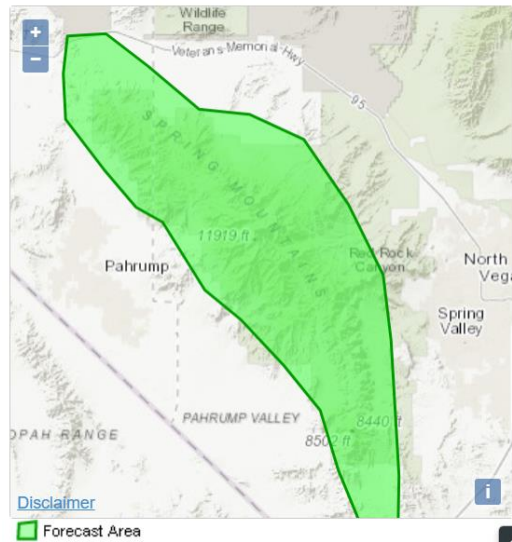 Wildlife
Range
+
−
Veterans-Memorial-Hwy
95
SPRING MOUNTAINS
11919 ft
Red Rock
Canyon
North
Vega
Pahrump
Spring
Valley
PAHRUMP VALLEY
8440 ft
OPAH RANGE
8502 ft
i
Disclaimer
Forecast Area